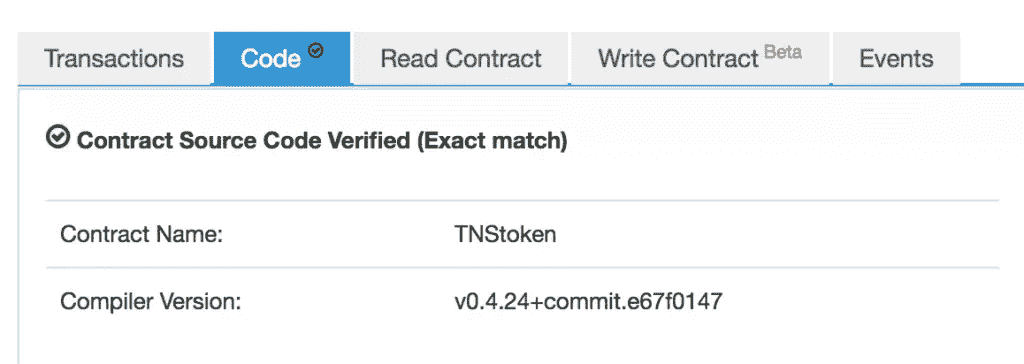 Transactions Code Read Contract Write Contract Beta Events
Contract Source Code Verified (Exact match)
Contract Name: TNStoken
Compiler Version: v0.4.24+commit.e67f0147